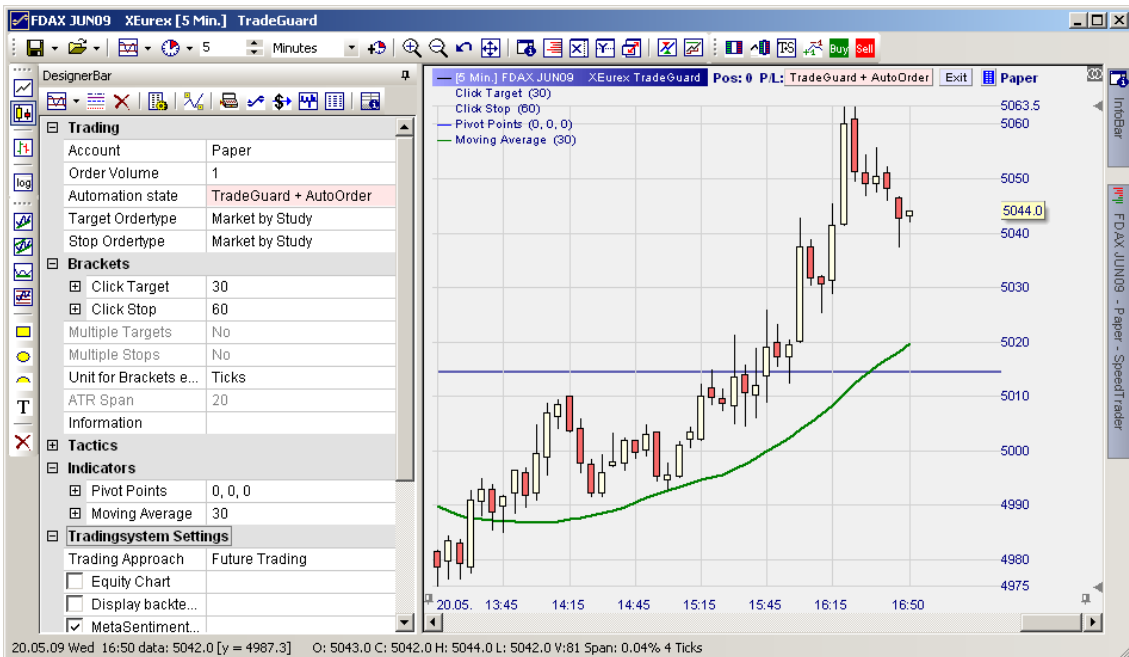 FDAX JUN09 XEurex [5 Min.] TradeGuard
5 Minutes
Buy Sell
DesignerBar
Trading
Account Paper
Order Volume 1
Automation state TradeGuard + AutoOrder
Target Ordertype Market by Study
Stop Ordertype Market by Study
Brackets
Click Target 30
Click Stop 60
Multiple Targets No
Multiple Stops No
Unit for Brackets e... Ticks
ATR Span 20
Information
Tactics
Indicators
Pivot Points 0, 0, 0
Moving Average 30
Tradingsystem Settings
Trading Approach Future Trading
Equity Chart
Display backte...
MetaSentiment...
log
T
[5 Min.] FDAX JUN09 XEurex TradeGuard Pos: 0 P/L: TradeGuard + AutoOrder Exit Paper
Click Target (30)
Click Stop (60)
Pivot Points (0, 0, 0)
Moving Average (30)
5063.5
5060
5050
5044.0
5040
5030
5020
5010
5000
4990
4980
4975
20.05. 13:45 14:15 14:45 15:15 15:45 16:15 16:50
InfoBar
FDAX JUN09 - Paper - SpeedTrader
20.05.09 Wed 16:50 data: 5042.0 [y = 4987.3] O: 5043.0 C: 5042.0 H: 5044.0 L: 5042.0 V:81 Span: 0.04% 4 Ticks